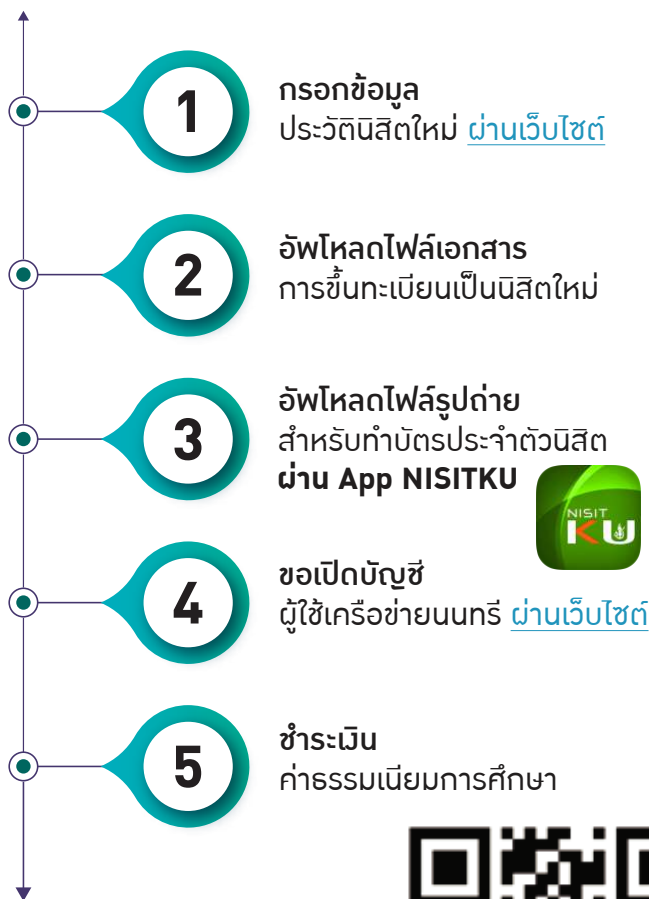 1
กรอกข้อมูล
ประวัตินิสิตใหม่ ผ่านเว็บไซต์
2
อัพโหลดไฟล์เอกสาร
การขึ้นทะเบียนเป็นนิสิตใหม่
3
อัพโหลดไฟล์รูปถ่าย
สำหรับทำบัตรประจำตัวนิสิต
ผ่าน App NISITKU
NISIT
KU
4
ขอเปิดบัญชี
ผู้ใช้เครือข่ายนนทรี ผ่านเว็บไซต์
5
ชำระเงิน
ค่าธรรมเนียมการศึกษา